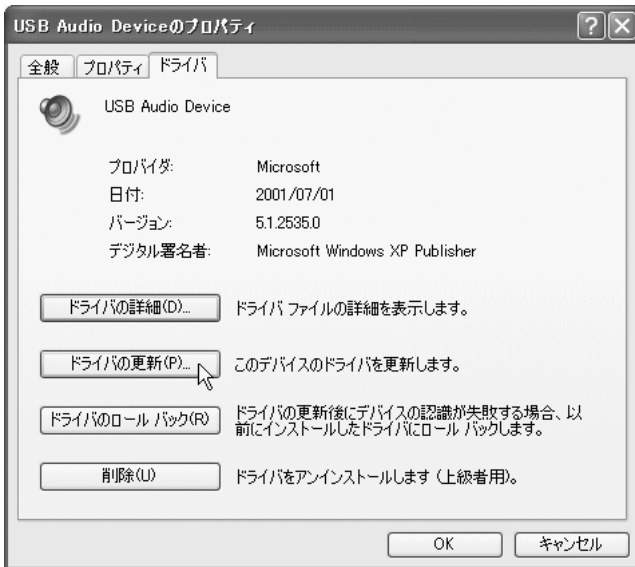 USB Audio Deviceのプロパティ
全般 プロパティ ドライバ
USB Audio Device
プロバイダ: Microsoft
日付: 2001/07/01
バージョン: 5.1.2535.0
デジタル署名者: Microsoft Windows XP Publisher
ドライバの詳細(D)... ドライバ ファイルの詳細を表示します。
ドライバの更新(P)... このデバイスのドライバを更新します。
ドライバのロール バック(R) ドライバの更新後にデバイスの認識が失敗する場合、以
前にインストールしたドライバにロール バックします。
削除(U) ドライバをアンインストールします (上級者用)。
OK キャンセル